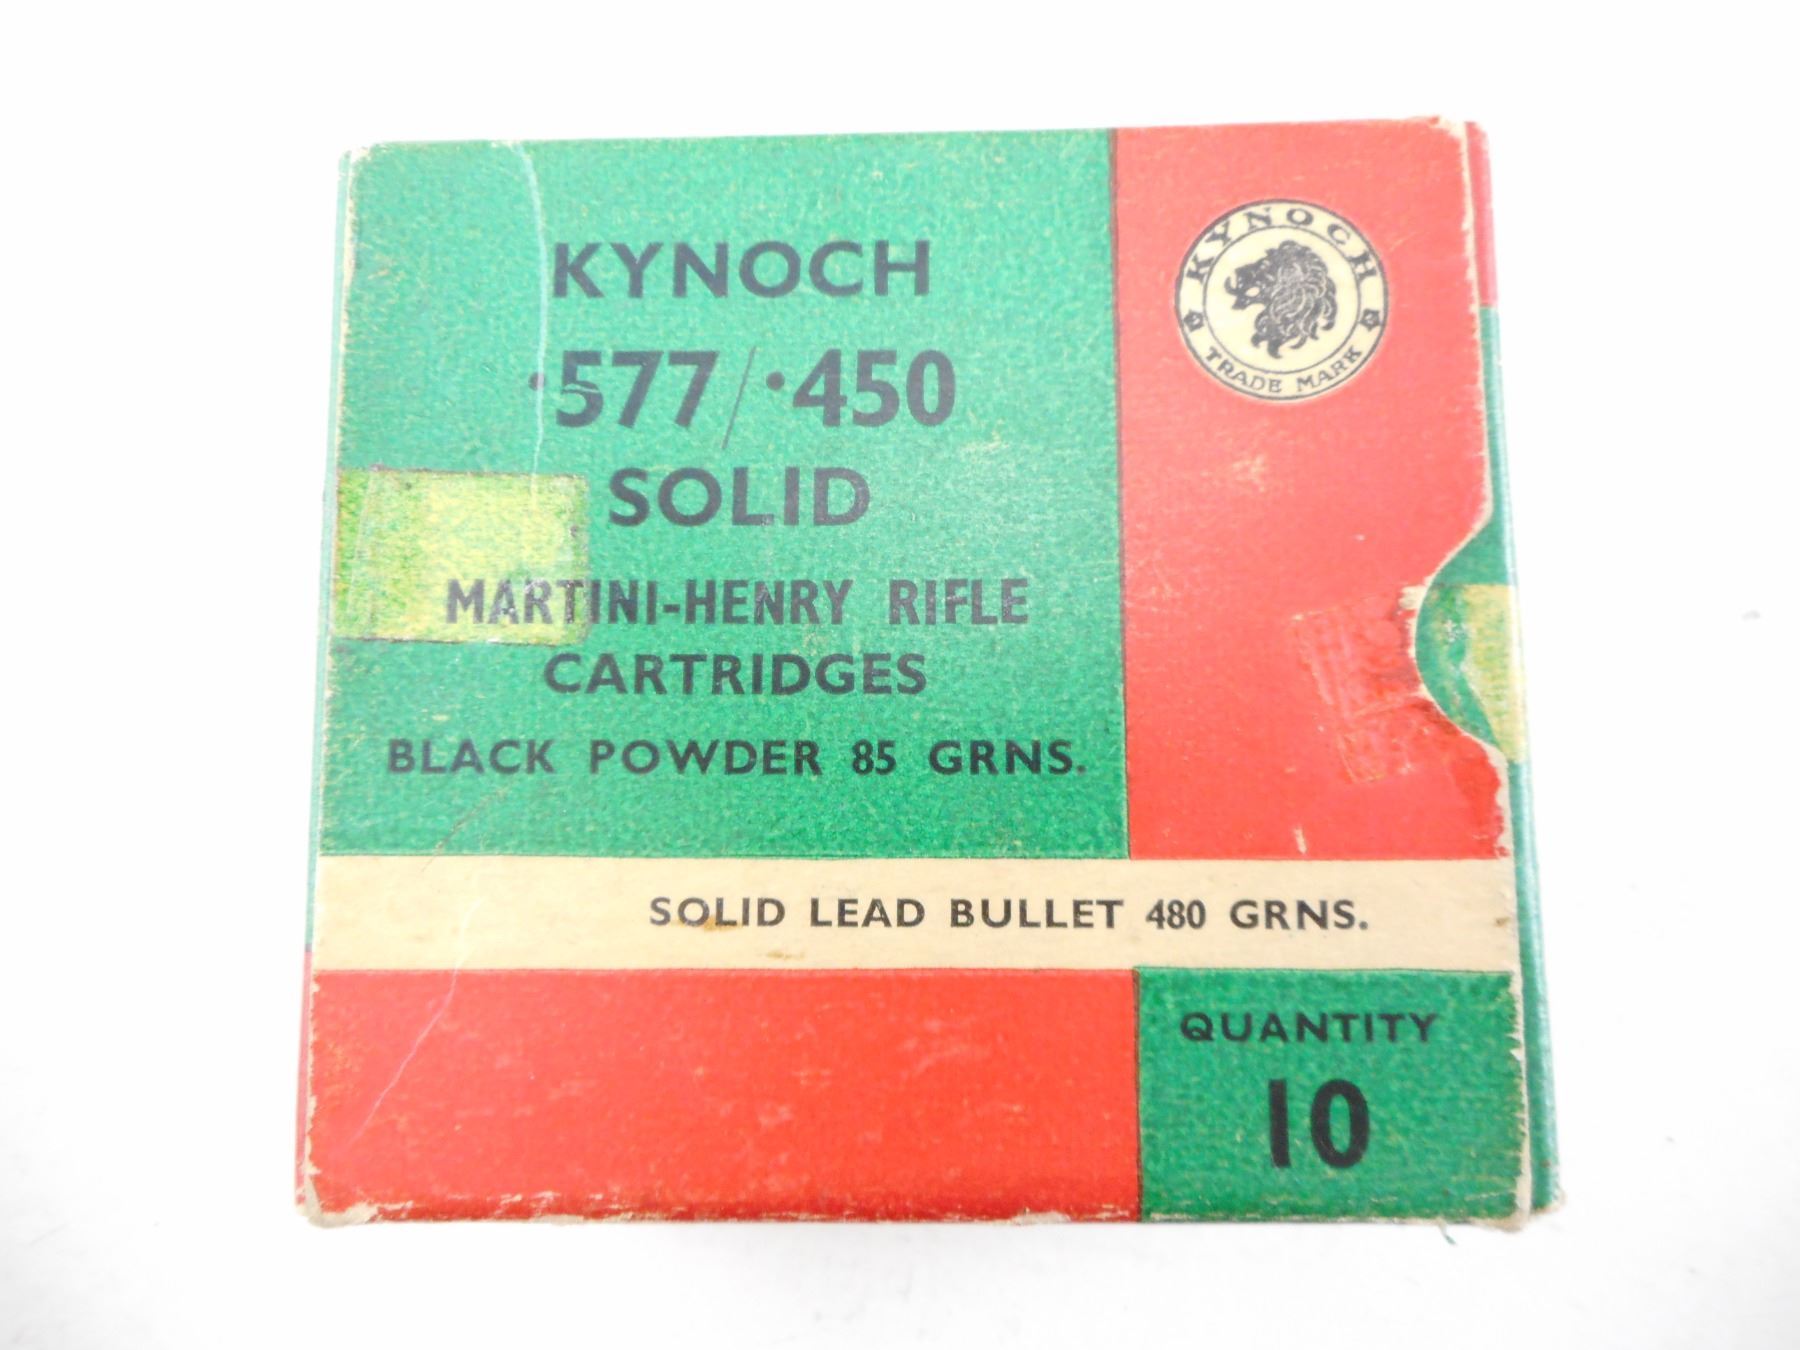 KYNOCH
·577/·450
SOLID
MARTINI-HENRY RIFLE
CARTRIDGES
BLACK POWDER 85 GRNS.
KYNOCH
TRADE MARK
SOLID LEAD BULLET 480 GRNS.
QUANTITY
10